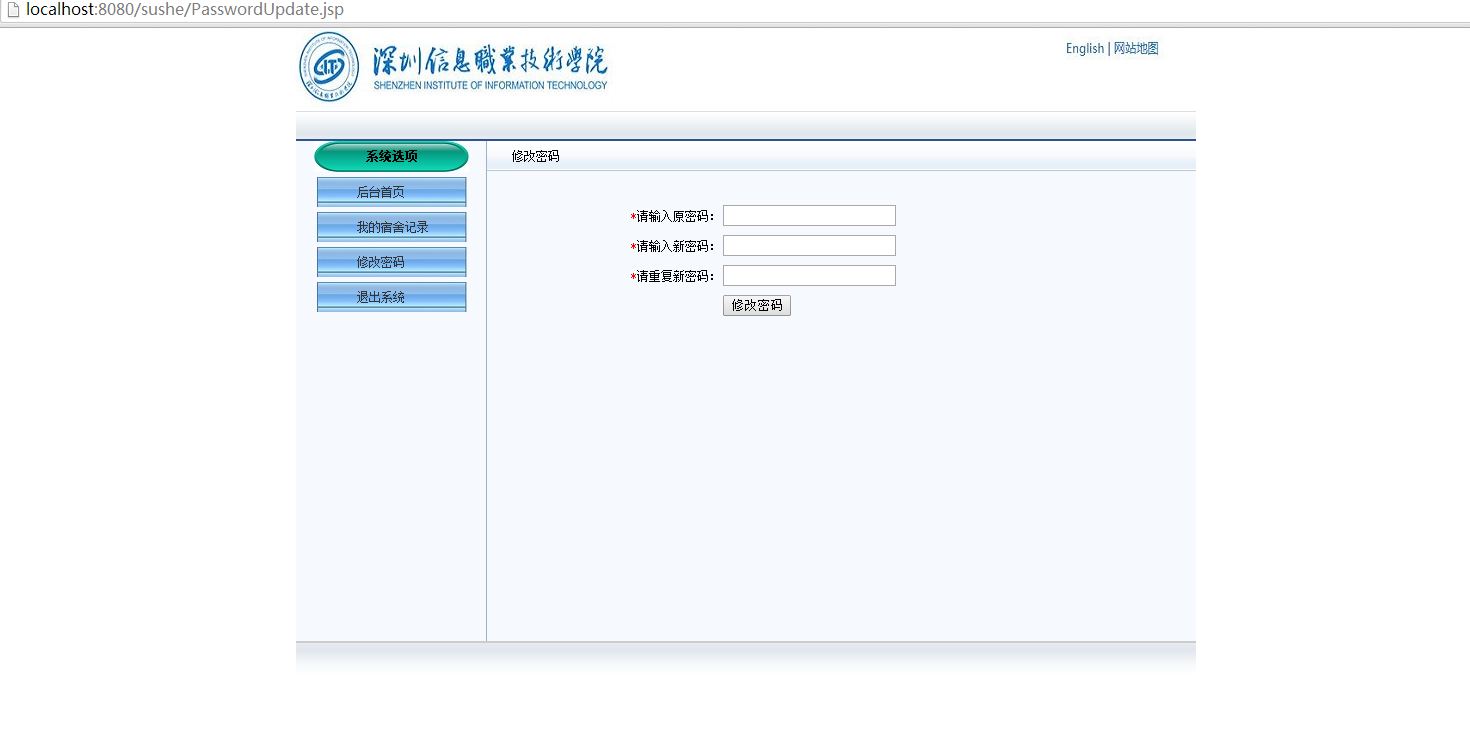 localhost:8080/sushe/PasswordUpdate.jsp
深圳信息職業技術學院
SHENZHEN INSTITUTE OF INFORMATION TECHNOLOGY
English | 网站地图
系统选项
后台首页
我的宿舍记录
修改密码
退出系统
修改密码
*请输入原密码：
*请输入新密码：
*请重复新密码：
修改密码